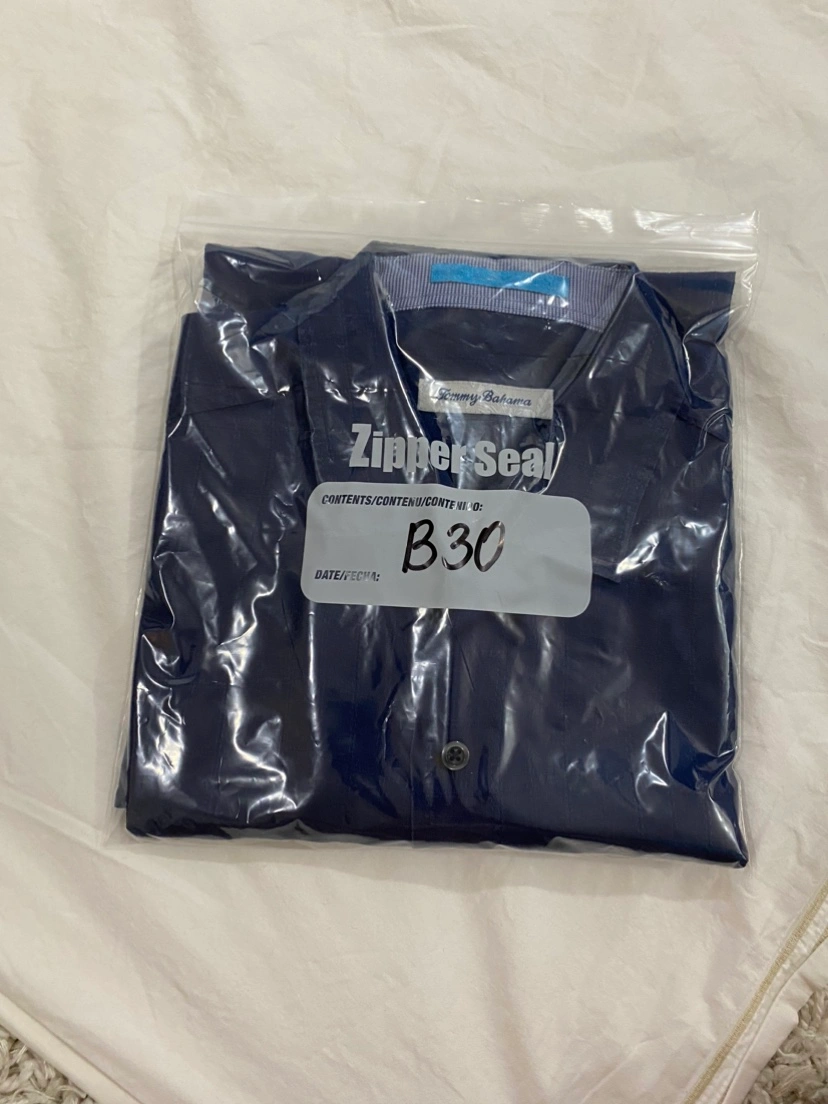 Tommy Bahama
Zipper Seal
CONTENTS/CONTENU/CONTENIDO:
B30
DATE/FECHA: